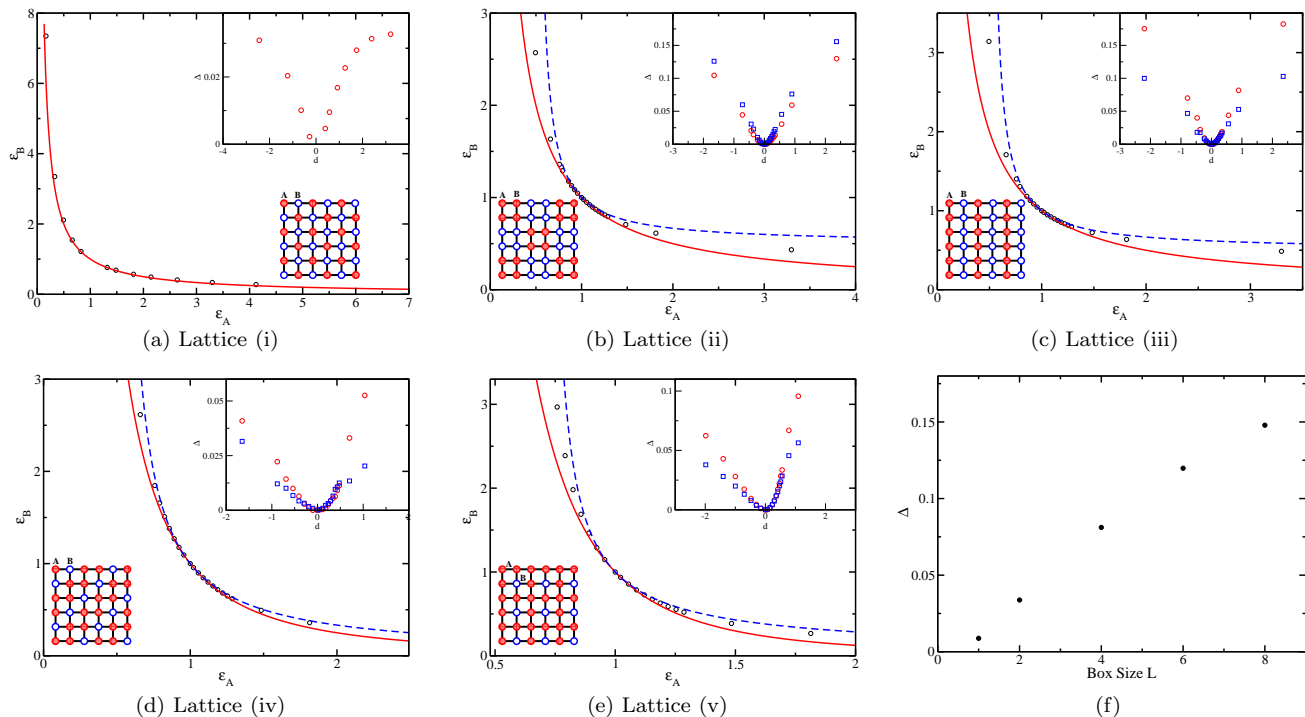 8
7
6
5
4
3
2
1
0
ε_B
0 1 2 3 4 5 6 7
ε_A
0.02
0
Δ
-4 -2 0 2 4
d
A B
(a) Lattice (i)
3
2
1
0
ε_B
0 1 2 3 4
ε_A
0.15
0.1
0.05
0
Δ
-3 -2 -1 0 1 2 3
d
A B
(b) Lattice (ii)
3
2
1
0
ε_B
0 1 2 3
ε_A
0.15
0.1
0.05
0
Δ
-3 -2 -1 0 1 2 3
d
A B
(c) Lattice (iii)
3
2
1
0
ε_B
0 1 2
ε_A
0.05
0.025
0
Δ
-2 -1 0 1 2
d
A B
(d) Lattice (iv)
3
2
1
0
ε_B
0.5 1 1.5 2
ε_A
0.1
0.05
0
Δ
-2 0 2
d
A
B
(e) Lattice (v)
0.15
0.1
0.05
0
Δ
0 2 4 6 8
Box Size L
(f)